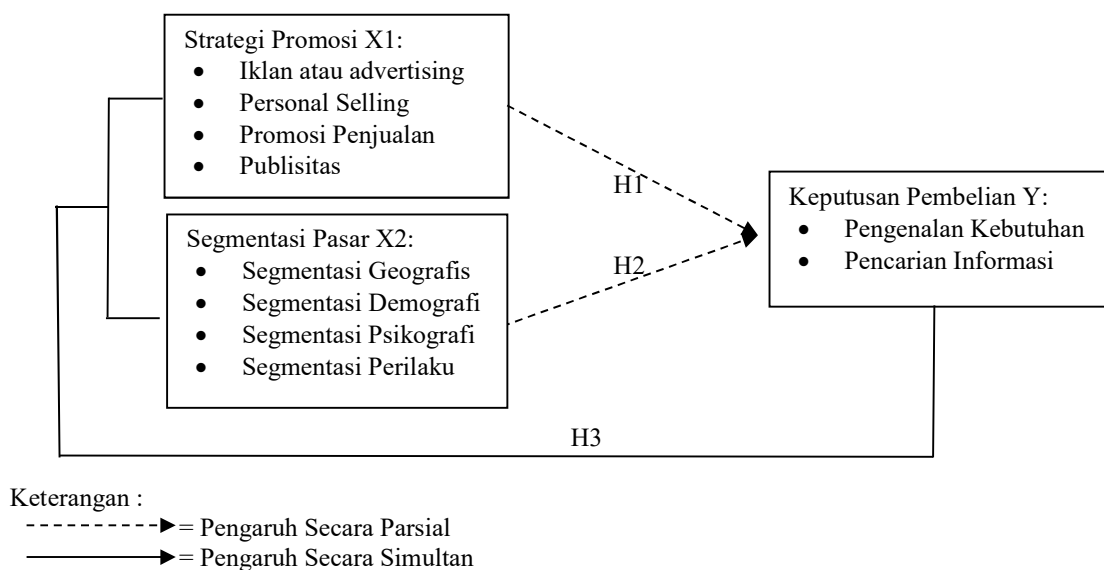 Strategi Promosi X1:
• Iklan atau advertising
• Personal Selling
• Promosi Penjualan
• Publisitas
H1
Keputusan Pembelian Y:
• Pengenalan Kebutuhan
• Pencarian Informasi
Segmentasi Pasar X2:
• Segmentasi Geografis
• Segmentasi Demografi
• Segmentasi Psikografi
• Segmentasi Perilaku
H2
H3
Keterangan :
= Pengaruh Secara Parsial
= Pengaruh Secara Simultan